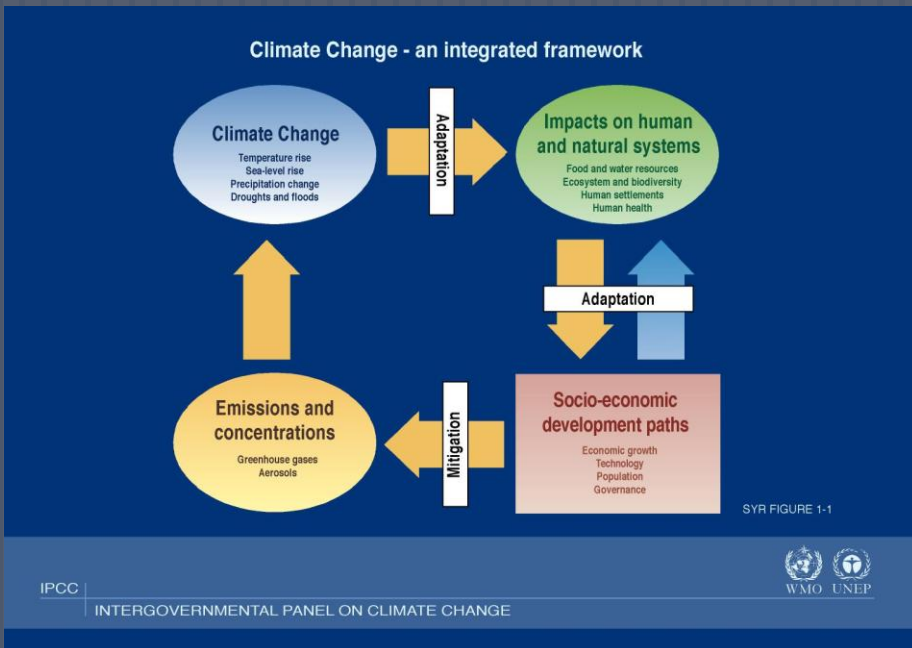 Climate Change - an integrated framework
Climate Change
Temperature rise
Sea-level rise
Precipitation change
Droughts and floods
Adaptation
Impacts on human
and natural systems
Food and water resources
Ecosystem and biodiversity
Human settlements
Human health
Adaptation
Emissions and
concentrations
Greenhouse gases
Aerosols
Mitigation
Socio-economic
development paths
Economic growth
Technology
Population
Governance
SYR FIGURE 1-1
IPCC
INTERGOVERNMENTAL PANEL ON CLIMATE CHANGE
WMO UNEP